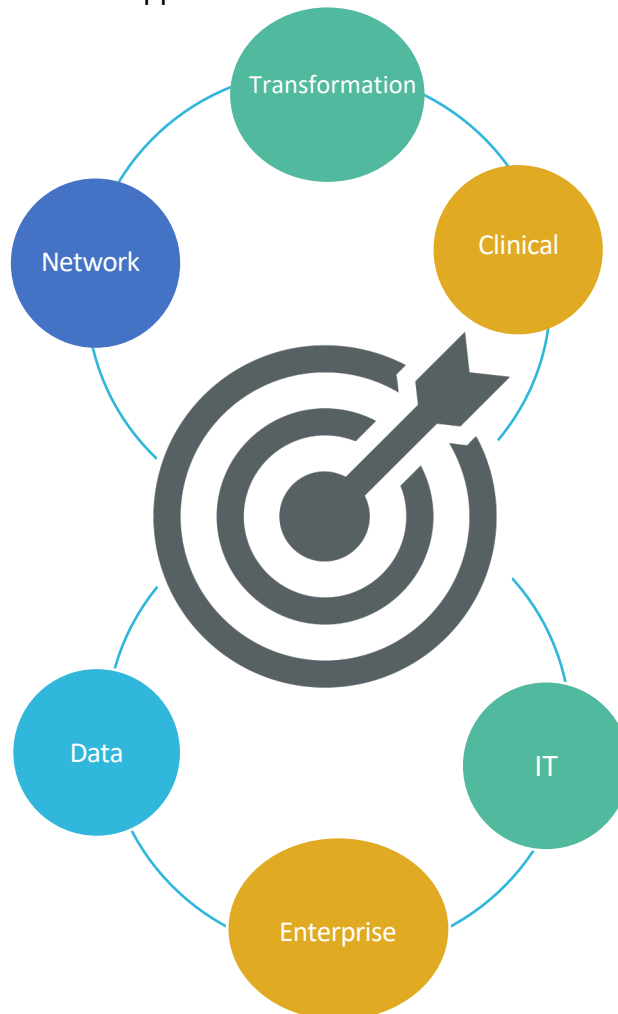 Transformation
Clinical
Network
Data
IT
Enterprise